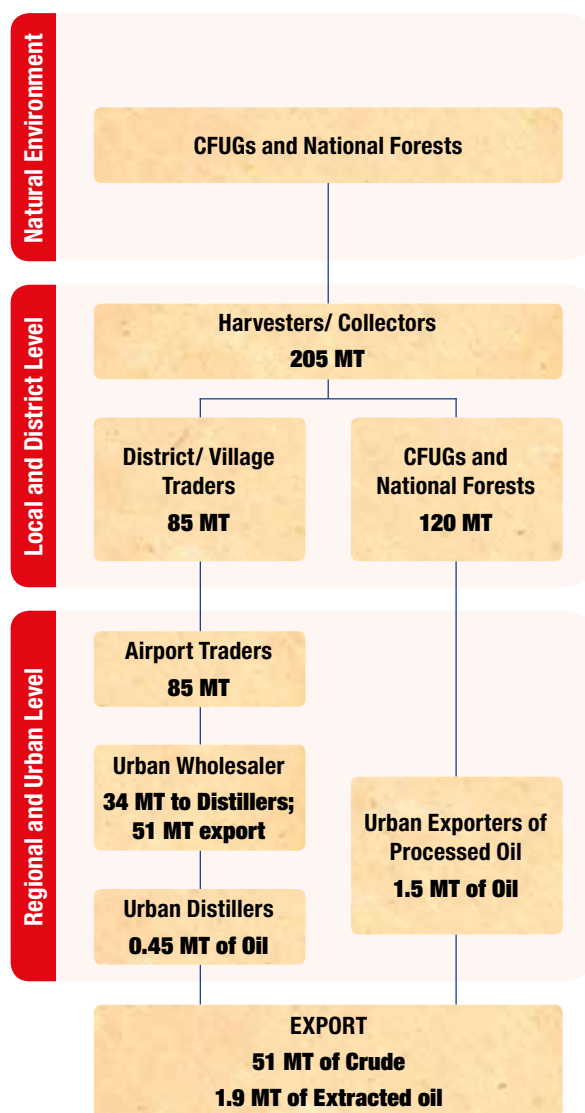 Natural Environment
CFUGs and National Forests
Local and District Level
Harvesters/ Collectors
205 MT
District/ Village
Traders
85 MT
CFUGs and
National Forests
120 MT
Regional and Urban Level
Airport Traders
85 MT
Urban Wholesaler
34 MT to Distillers;
51 MT export
Urban Distillers
0.45 MT of Oil
Urban Exporters of
Processed Oil
1.5 MT of Oil
EXPORT
51 MT of Crude
1.9 MT of Extracted oil